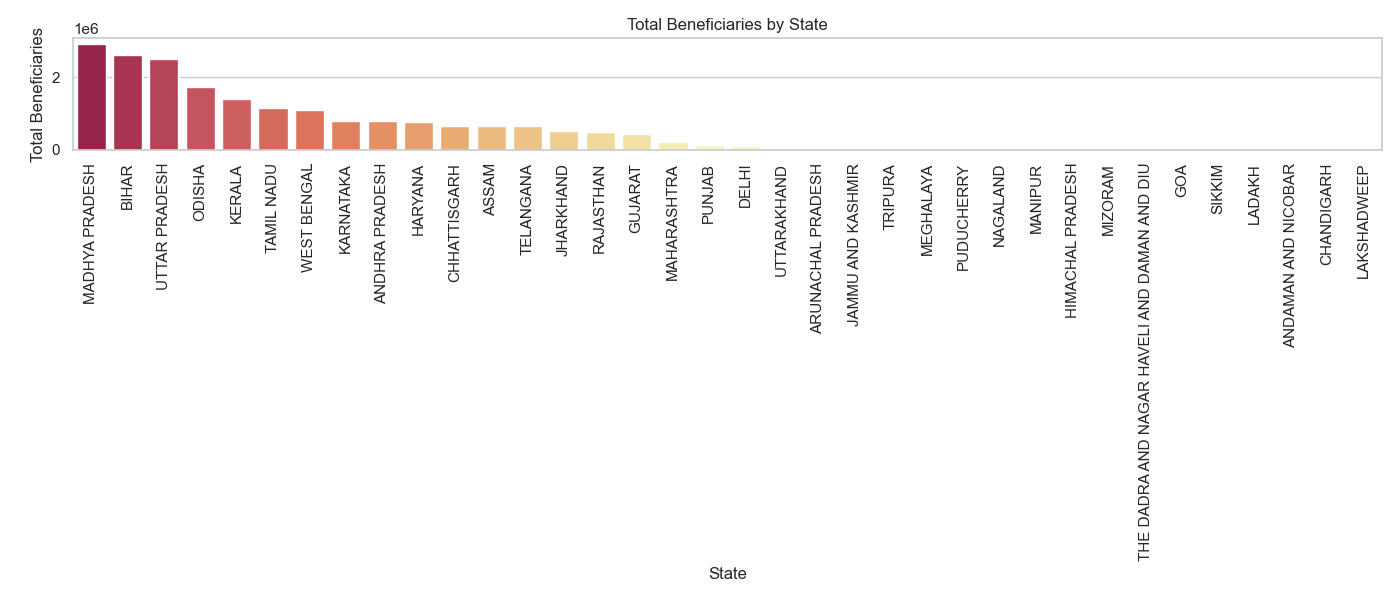 Total Beneficiaries by State
1e6
Total Beneficiaries
2
0
MADHYA PRADESH
BIHAR
UTTAR PRADESH
ODISHA
KERALA
TAMIL NADU
WEST BENGAL
KARNATAKA
ANDHRA PRADESH
HARYANA
CHHATTISGARH
ASSAM
TELANGANA
JHARKHAND
RAJASTHAN
GUJARAT
MAHARASHTRA
PUNJAB
DELHI
UTTARAKHAND
ARUNACHAL PRADESH
JAMMU AND KASHMIR
TRIPURA
MEGHALAYA
PUDUCHERRY
NAGALAND
MANIPUR
HIMACHAL PRADESH
MIZORAM
THE DADRA AND NAGAR HAVELI AND DAMAN AND DIU
GOA
SIKKIM
LADAKH
ANDAMAN AND NICOBAR
CHANDIGARH
LAKSHADWEEP
State